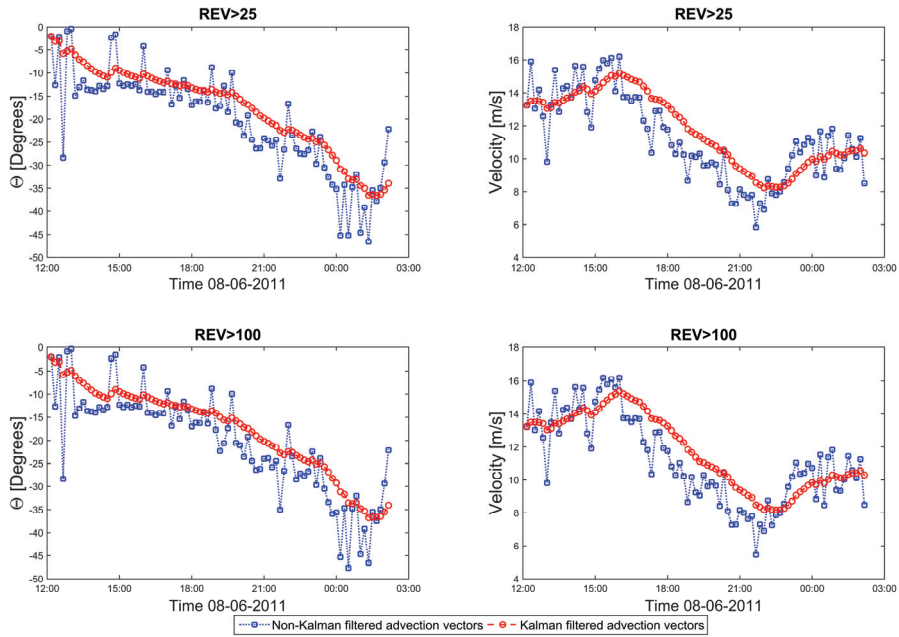 REV>25
Θ [Degrees]
0
-5
-10
-15
-20
-25
-30
-35
-40
-45
-50
12:00 15:00 18:00 21:00 00:00 03:00
Time 08-06-2011
REV>25
Velocity [m/s]
18
16
14
12
10
8
6
4
12:00 15:00 18:00 21:00 00:00 03:00
Time 08-06-2011
REV>100
Θ [Degrees]
0
-5
-10
-15
-20
-25
-30
-35
-40
-45
-50
12:00 15:00 18:00 21:00 00:00 03:00
Time 08-06-2011
REV>100
Velocity [m/s]
18
16
14
12
10
8
6
4
12:00 15:00 18:00 21:00 00:00 03:00
Time 08-06-2011
Non-Kalman filtered advection vectors Kalman filtered advection vectors